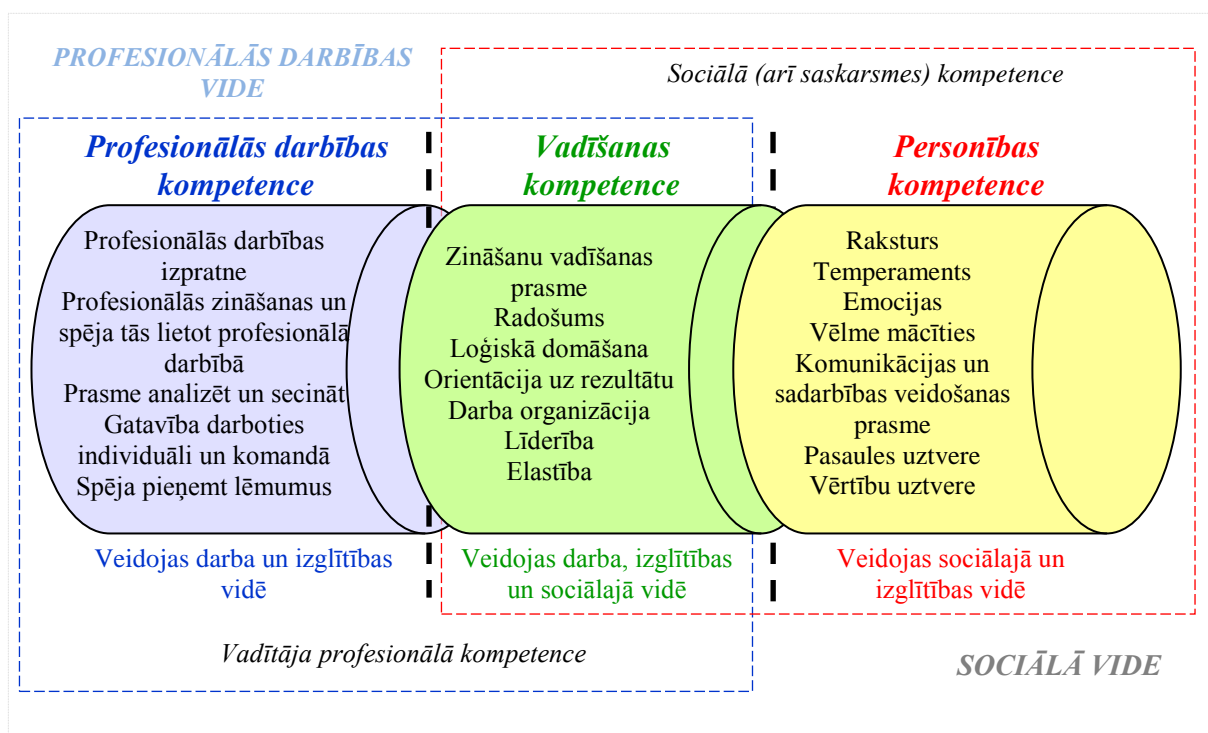 PROFESIONĀLĀS DARBĪBAS
VIDE
Sociālā (arī saskarsmes) kompetence
Profesionālās darbības
kompetence
Vadīšanas
kompetence
Personības
kompetence
Profesionālās darbības
izpratne
Profesionālās zināšanas un
spēja tās lietot profesionālā
darbībā
Prasme analizēt un secināt
Gatavība darboties
individuāli un komandā
Spēja pieņemt lēmumus
Zināšanu vadīšanas
prasme
Radošums
Loģiskā domāšana
Orientācija uz rezultātu
Darba organizācija
Līderība
Elastība
Raksturs
Temperaments
Emocijas
Vēlme mācīties
Komunikācijas un
sadarbības veidošanas
prasme
Pasaules uztvere
Vērtību uztvere
Veidojas darba un izglītības
vidē
Veidojas darba, izglītības
un sociālajā vidē
Veidojas sociālajā un
izglītības vidē
Vadītāja profesionālā kompetence
SOCIĀLĀ VIDE